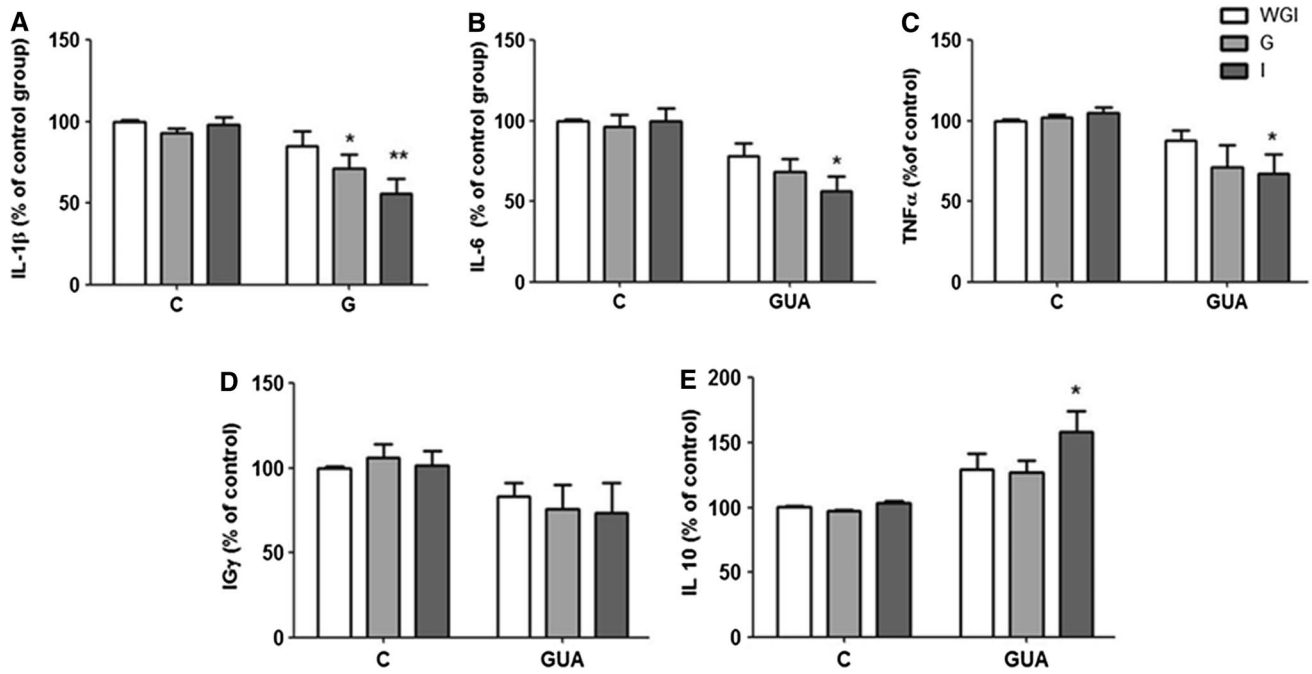 A
IL-1β (% of control group)
150
100
50
0
*
**
C
G
B
IL-6 (% of control group)
150
100
50
0
*
C
GUA
C
TNFα (%of control)
150
100
50
0
*
C
GUA
WGI
G
I
D
IGγ (% of control)
150
100
50
0
C
GUA
E
IL 10 (% of control)
200
150
100
50
0
*
C
GUA